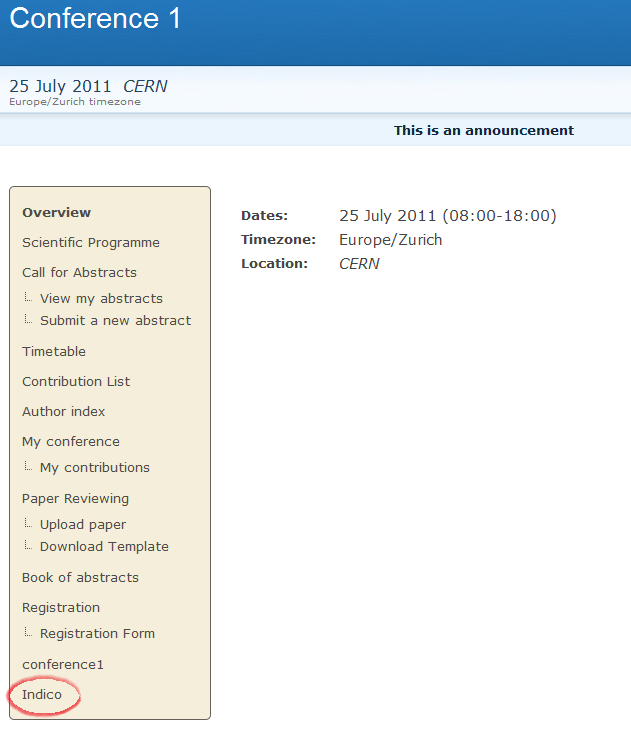 Conference 1
25 July 2011 CERN
Europe/Zurich timezone
This is an announcement
Overview
Scientific Programme
Call for Abstracts
View my abstracts
Submit a new abstract
Timetable
Contribution List
Author index
My conference
My contributions
Paper Reviewing
Upload paper
Download Template
Book of abstracts
Registration
Registration Form
conference1
Indico
Dates: 25 July 2011 (08:00-18:00)
Timezone: Europe/Zurich
Location: CERN